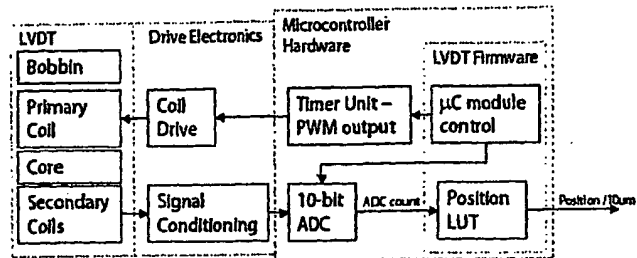 LVDT
Drive Electronics
Microcontroller
Hardware
LVDT Firmware
Bobbin
Primary
Coil
Coil
Drive
Timer Unit –
PWM output
μC module
control
Core
Secondary
Coils
Signal
Conditioning
10-bit
ADC
ADC count
Position
LUT
Position /10um